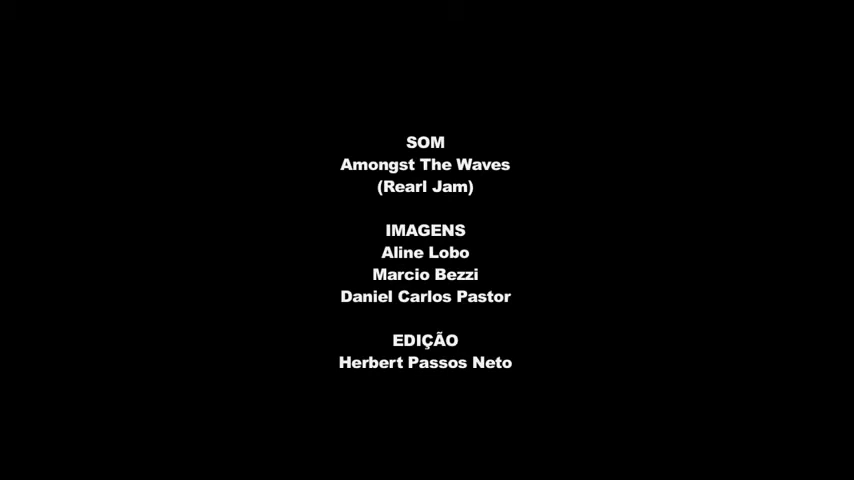 SOM
Amongst The Waves
(Rearl Jam)
IMAGENS
Aline Lobo
Marcio Bezzi
Daniel Carlos Pastor
EDIÇÃO
Herbert Passos Neto